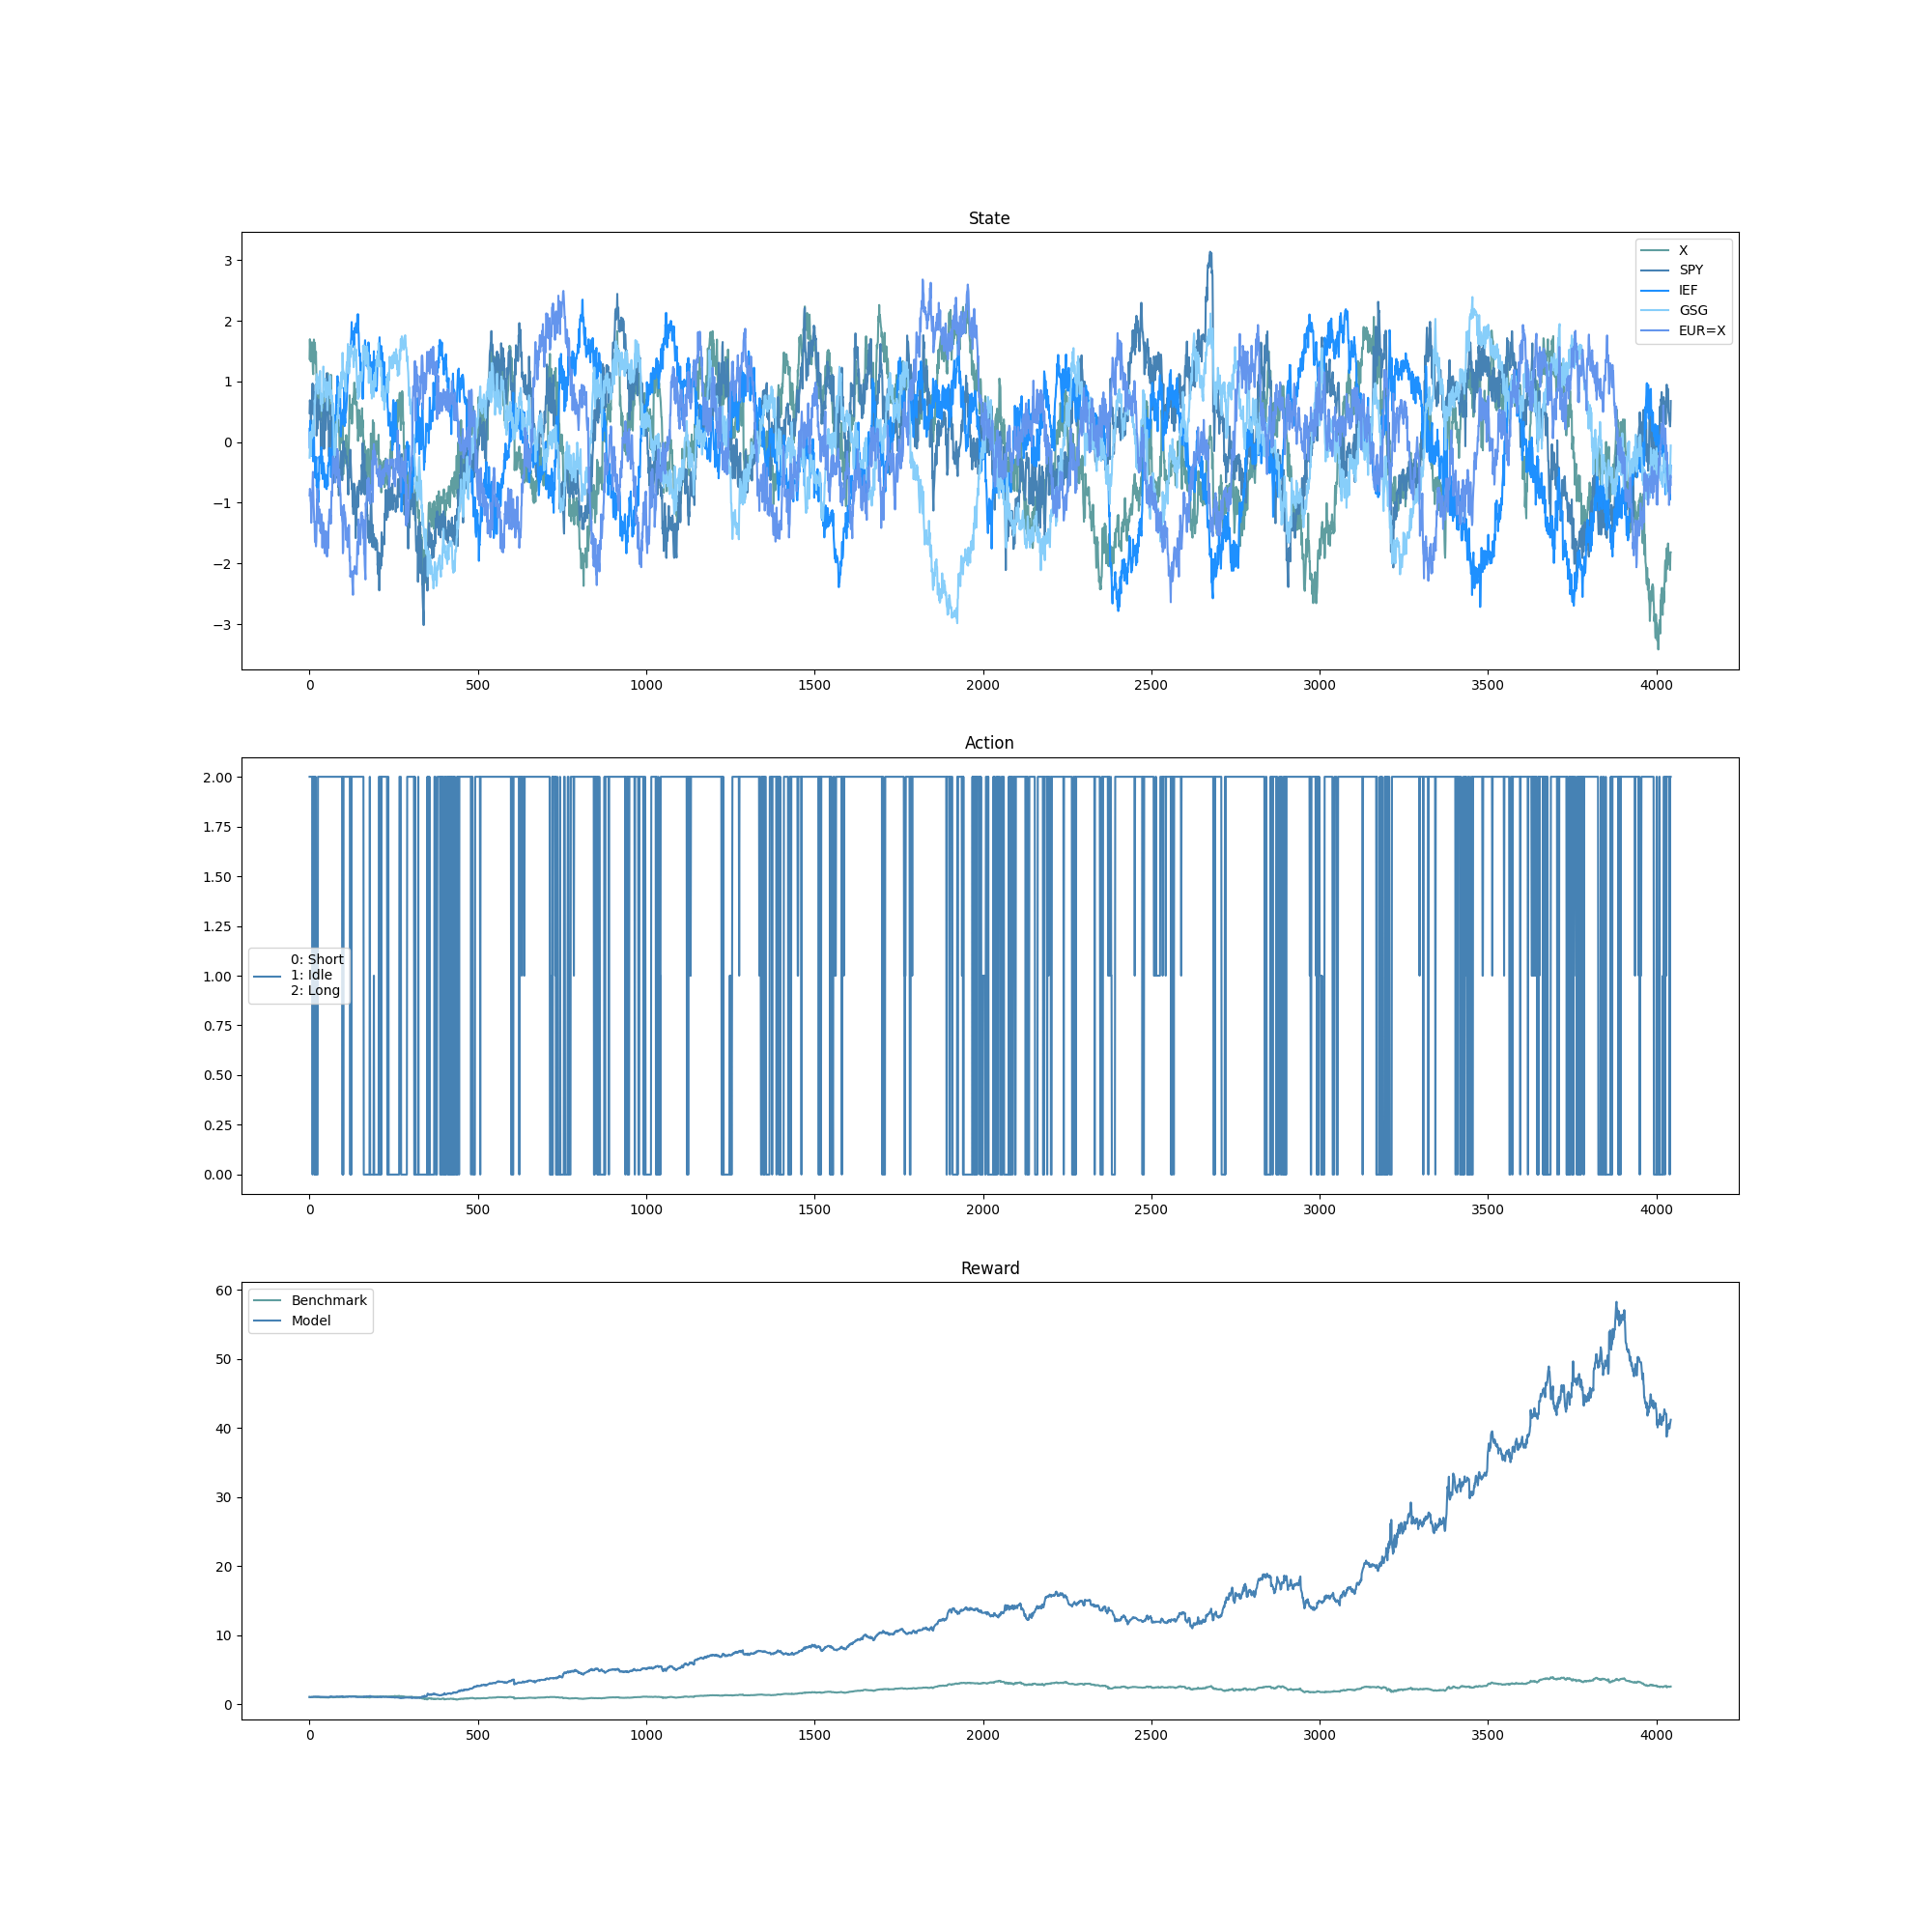 State
3
2
1
0
−1
−2
−3
X
SPY
IEF
GSG
EUR=X
0 500 1000 1500 2000 2500 3000 3500 4000
Action
2.00
1.75
1.50
1.25
1.00
0.75
0.50
0.25
0.00
0: Short
1: Idle
2: Long
0 500 1000 1500 2000 2500 3000 3500 4000
Reward
60
50
40
30
20
10
0
Benchmark
Model
0 500 1000 1500 2000 2500 3000 3500 4000